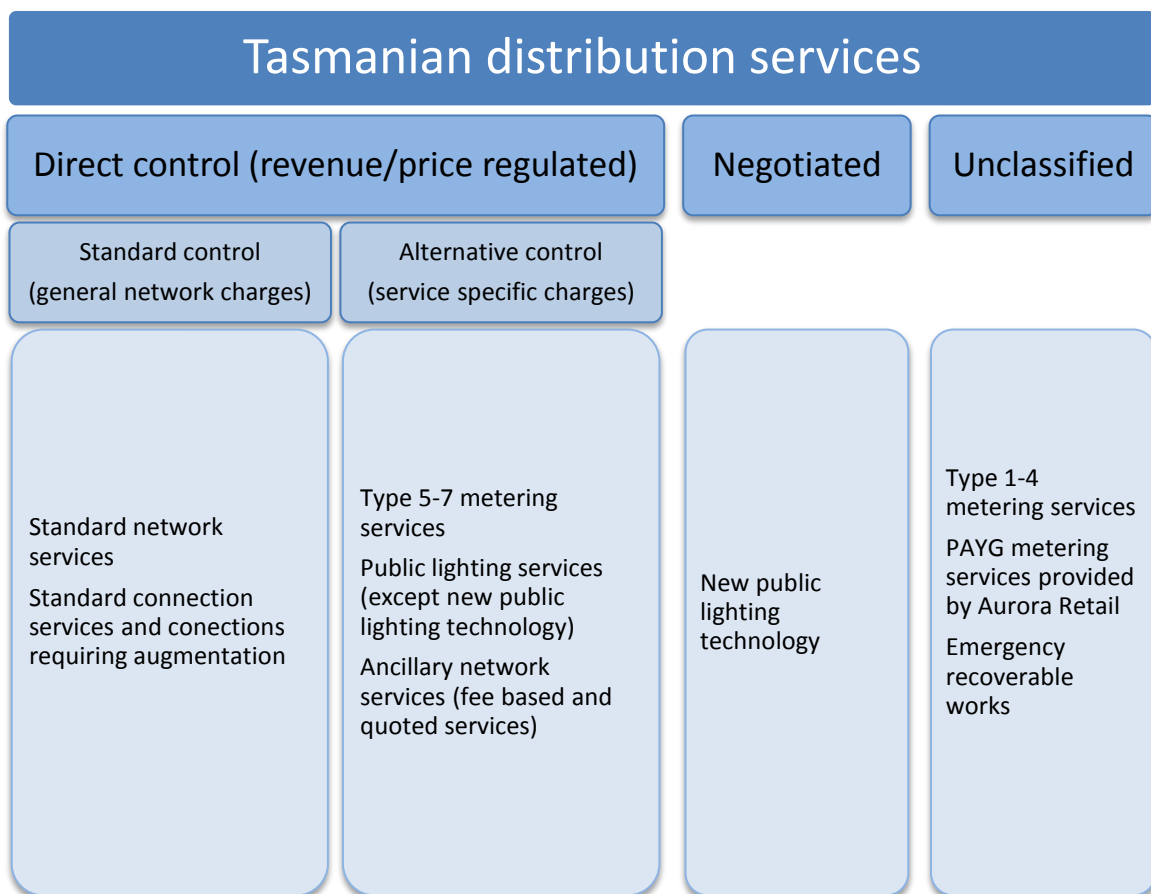 Tasmanian distribution services
Direct control (revenue/price regulated)
Negotiated
Unclassified
Standard control
(general network charges)
Alternative control
(service specific charges)
Standard network
services
Standard connection
services and conections
requiring augmentation
Type 5-7 metering
services
Public lighting services
(except new public
lighting technology)
Ancillary network
services (fee based and
quoted services)
New public
lighting
technology
Type 1-4
metering services
PAYG metering
services provided
by Aurora Retail
Emergency
recoverable
works